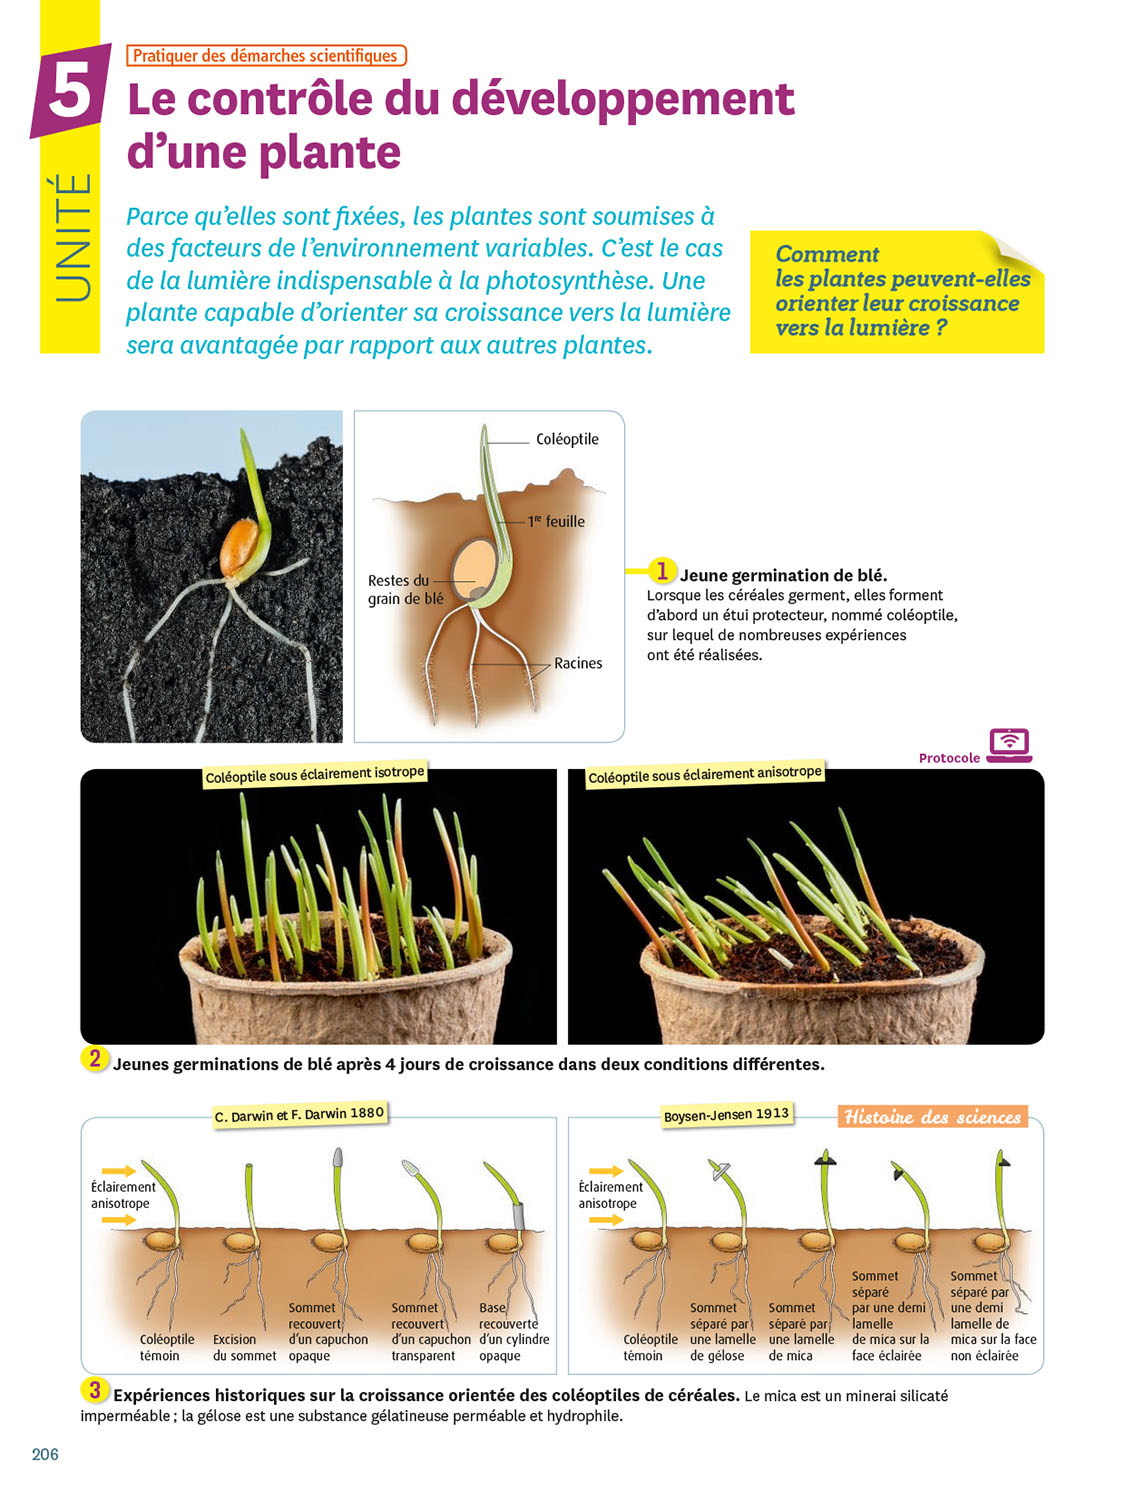 Pratiquer des démarches scientifiques
5
UNITÉ
Le contrôle du développement
d'une plante
Parce qu'elles sont fixées, les plantes sont soumises à
des facteurs de l'environnement variables. C'est le cas
de la lumière indispensable à la photosynthèse. Une
plante capable d'orienter sa croissance vers la lumière
sera avantagée par rapport aux autres plantes.
Comment
les plantes peuvent-elles
orienter leur croissance
vers la lumière ?
Coléoptile
1re feuille
Restes du
grain de blé
Racines
1 Jeune germination de blé.
Lorsque les céréales germent, elles forment
d'abord un étui protecteur, nommé coléoptile,
sur lequel de nombreuses expériences
ont été réalisées.
Protocole
Coléoptile sous éclairement isotrope
Coléoptile sous éclairement anisotrope
2 Jeunes germinations de blé après 4 jours de croissance dans deux conditions différentes.
C. Darwin et F. Darwin 1880
Éclairement
anisotrope
Coléoptile
témoin
Excision
du sommet
Sommet
recouvert
d'un capuchon
opaque
Sommet
recouvert
d'un capuchon
transparent
Base
recouverte
d'un cylindre
opaque
Boysen-Jensen 1913
Histoire des sciences
Éclairement
anisotrope
Coléoptile
témoin
Sommet
séparé par
une lamelle
de gélose
Sommet
séparé par
une lamelle
de mica
Sommet
séparé
par une demi
lamelle
de mica sur la
face éclairée
Sommet
séparé par
une demi
lamelle de
mica sur la face
non éclairée
3 Expériences historiques sur la croissance orientée des coléoptiles de céréales. Le mica est un minerai silicaté
imperméable ; la gélose est une substance gélatineuse perméable et hydrophile.
206